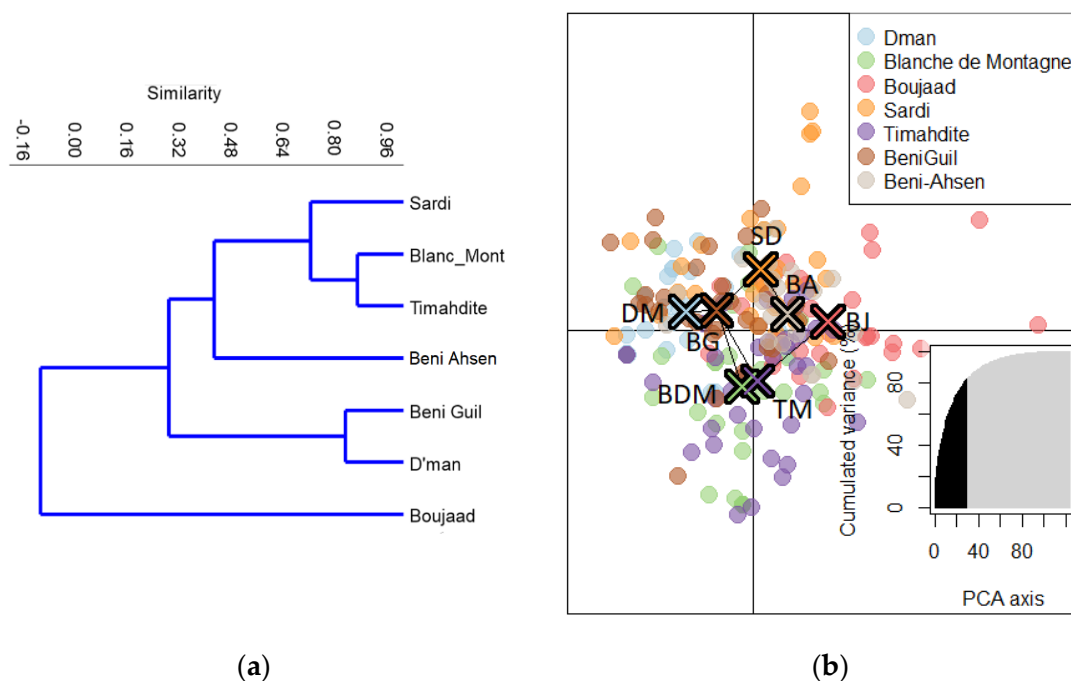 Similarity
-0.16
0.00
0.16
0.32
0.48
0.64
0.80
0.96
Sardi
Blanc_Mont
Timahdite
Beni Ahsen
Beni Guil
D'man
Boujaad
(a)
Dman
Blanche de Montagne
Boujaad
Sardi
Timahdite
BeniGuil
Beni-Ahsen
SD
BA
DM
BJ
BG
BDM
TM
Cumulated variance (%)
80
40
0
0 40 80
PCA axis
(b)